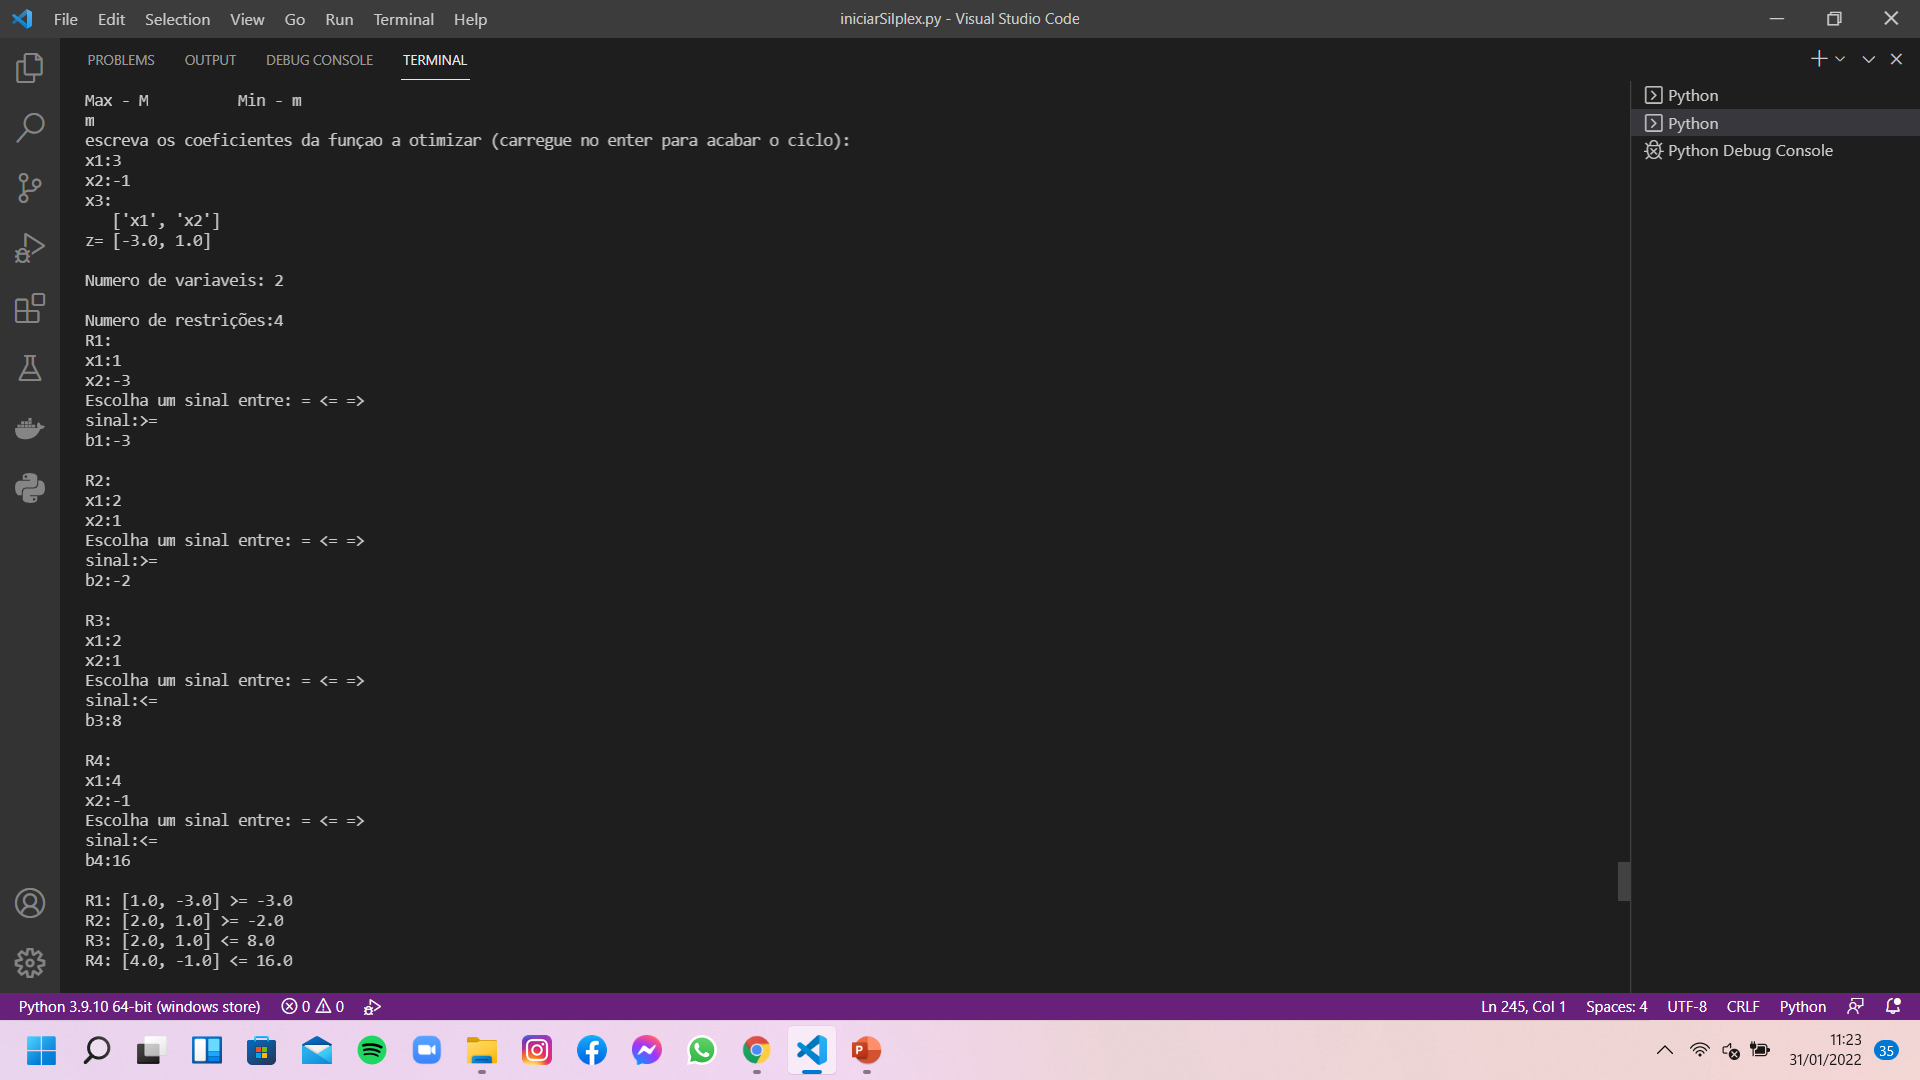 File Edit Selection View Go Run Terminal Help
iniciarSilplex.py - Visual Studio Code
PROBLEMS OUTPUT DEBUG CONSOLE TERMINAL
Max - M          Min - m
m
escreva os coeficientes da funçao a otimizar (carregue no enter para acabar o ciclo):
x1:3
x2:-1
x3:
   ['x1', 'x2']
z= [-3.0, 1.0]
Numero de variaveis: 2
Numero de restrições:4
R1:
x1:1
x2:-3
Escolha um sinal entre: = <= =>
sinal:>=
b1:-3
R2:
x1:2
x2:1
Escolha um sinal entre: = <= =>
sinal:>=
b2:-2
R3:
x1:2
x2:1
Escolha um sinal entre: = <= =>
sinal:<=
b3:8
R4:
x1:4
x2:-1
Escolha um sinal entre: = <= =>
sinal:<=
b4:16
R1: [1.0, -3.0] >= -3.0
R2: [2.0, 1.0] >= -2.0
R3: [2.0, 1.0] <= 8.0
R4: [4.0, -1.0] <= 16.0
Python
Python
Python Debug Console
Python 3.9.10 64-bit (windows store) 0 0
Ln 245, Col 1 Spaces: 4 UTF-8 CRLF Python
P
11:23
31/01/2022
35